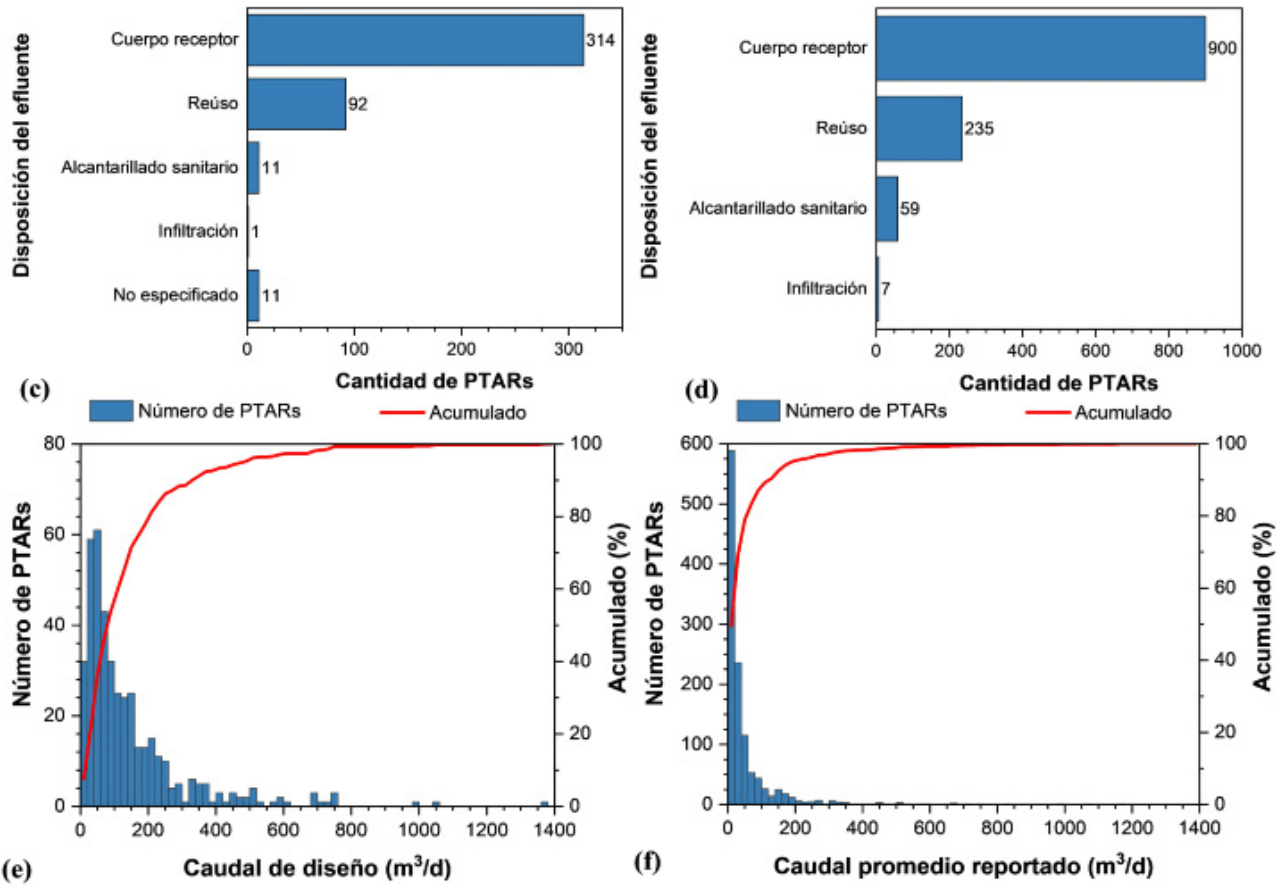 Disposición del efluente
Cuerpo receptor
314
Reúso
92
Alcantarillado sanitario
11
Infiltración
1
No especificado
11
0
100
200
300
(c)
Cantidad de PTARs
Disposición del efluente
Cuerpo receptor
900
Reúso
235
Alcantarillado sanitario
59
Infiltración
7
0
200
400
600
800
1000
(d)
Cantidad de PTARs
Número de PTARs
Acumulado
Número de PTARs
80
60
40
20
0
100
80
60
40
20
0
Acumulado (%)
0
200
400
600
800
1000
1200
1400
(e)
Caudal de diseño (m³/d)
Número de PTARs
Acumulado
Número de PTARs
600
500
400
300
200
100
0
100
80
60
40
20
0
Acumulado (%)
0
200
400
600
800
1000
1200
1400
(f)
Caudal promedio reportado (m³/d)